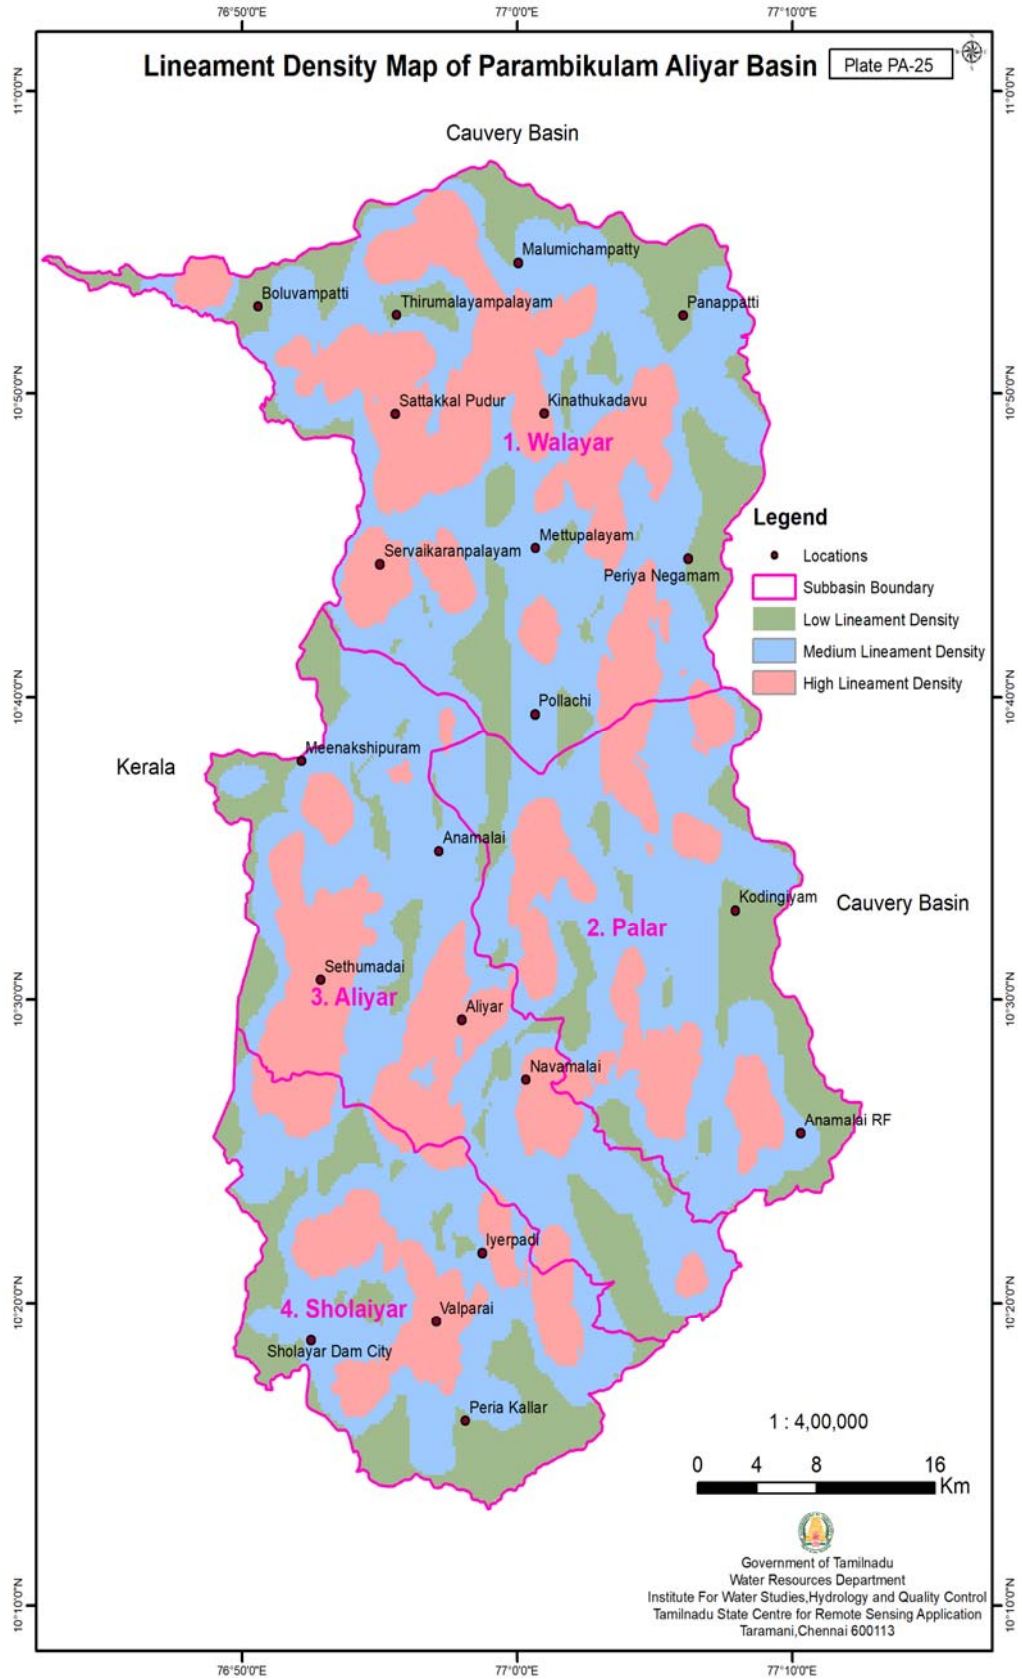 76°50'0"E 77°0'0"E 77°10'0"E
Lineament Density Map of Parambikulam Aliyar Basin
Plate PA-25
11°0'0"N 11°0'0"N
Cauvery Basin
Malumichampatty
Boluvampatti
Thirumalayampalayam
Panappatti
10°50'0"N 10°50'0"N
Sattakkal Pudur
Kinathukadavu
1. Walayar
Legend
Locations
Subbasin Boundary
Low Lineament Density
Medium Lineament Density
High Lineament Density
Mettupalayam
Servaikaranpalayam
Periya Negamam
10°40'0"N 10°40'0"N
Pollachi
Meenakshipuram
Kerala
Anamalai
Kodingiyam
Cauvery Basin
2. Palar
Sethumadai
3. Aliyar
10°30'0"N 10°30'0"N
Aliyar
Navamalai
Anamalai RF
Iyerpadi
10°20'0"N 10°20'0"N
4. Sholaiyar
Valparai
Sholayar Dam City
Peria Kallar
1 : 4,00,000
0 4 8 16
Km
Government of Tamilnadu
Water Resources Department
Institute For Water Studies,Hydrology and Quality Control
Tamilnadu State Centre for Remote Sensing Application
Taramani,Chennai 600113
10°10'0"N 10°10'0"N
76°50'0"E 77°0'0"E 77°10'0"E